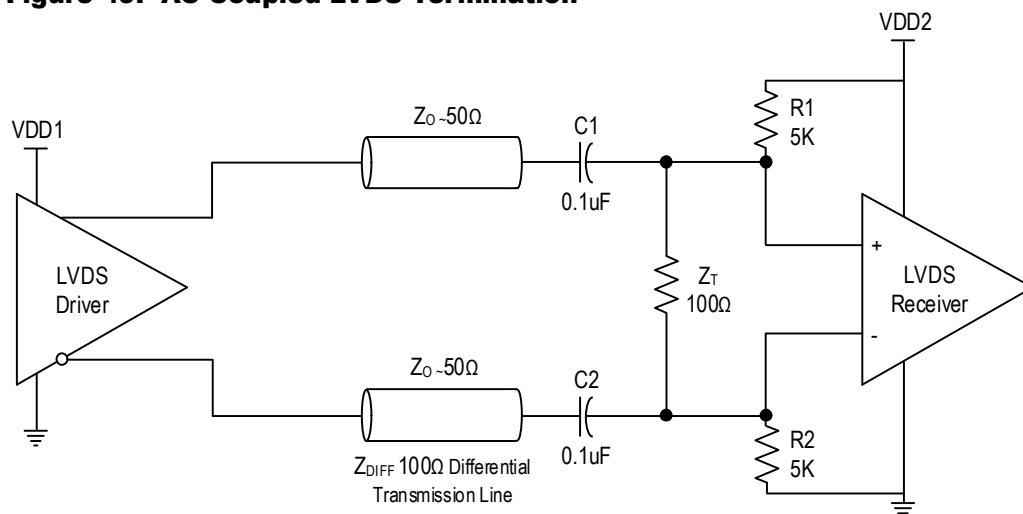 Figure 43. AC Coupled LVDS Termination
VDD2
VDD1
ZO ~50Ω
C1
0.1uF
R1
5K
LVDS
Driver
ZT
100Ω
+
-
LVDS
Receiver
ZO ~50Ω
C2
0.1uF
R2
5K
ZDIFF 100Ω Differential
Transmission Line